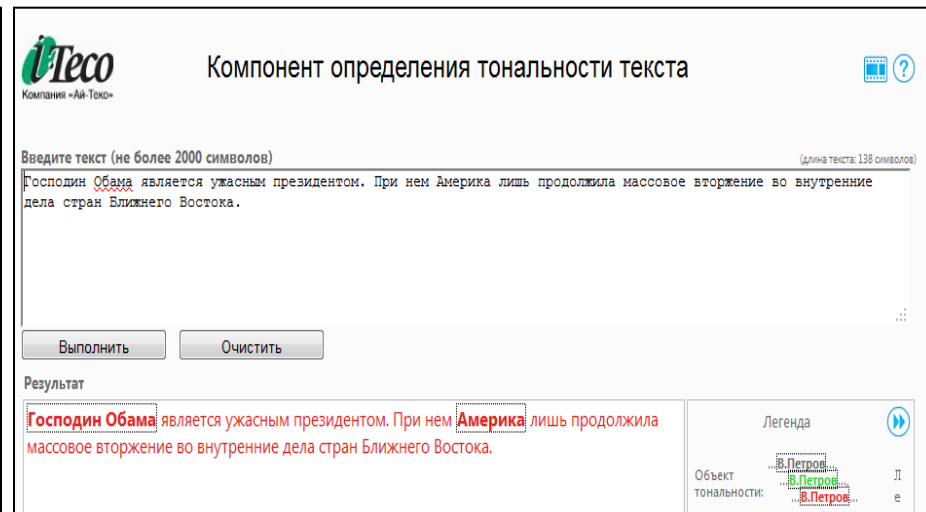 i-Teco
Компания «Ай-Теко»
Компонент определения тональности текста
?
Введите текст (не более 2000 символов)
(длина текста: 138 символов)
Господин Обама является ужасным президентом. При нем Америка лишь продолжила массовое вторжение во внутренние
дела стран Ближнего Востока.
Выполнить
Очистить
Результат
Господин Обама является ужасным президентом. При нем Америка лишь продолжила
массовое вторжение во внутренние дела стран Ближнего Востока.
Легенда
Объект
тональности:
...В.Петров...
...В.Петров...
...В.Петров...
Л
е